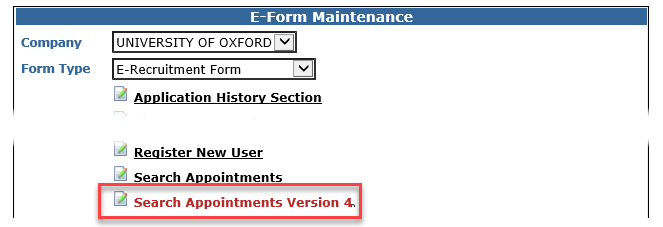 E-Form Maintenance
Company UNIVERSITY OF OXFORD
Form Type E-Recruitment Form
Application History Section
Register New User
Search Appointments
Search Appointments Version 4.